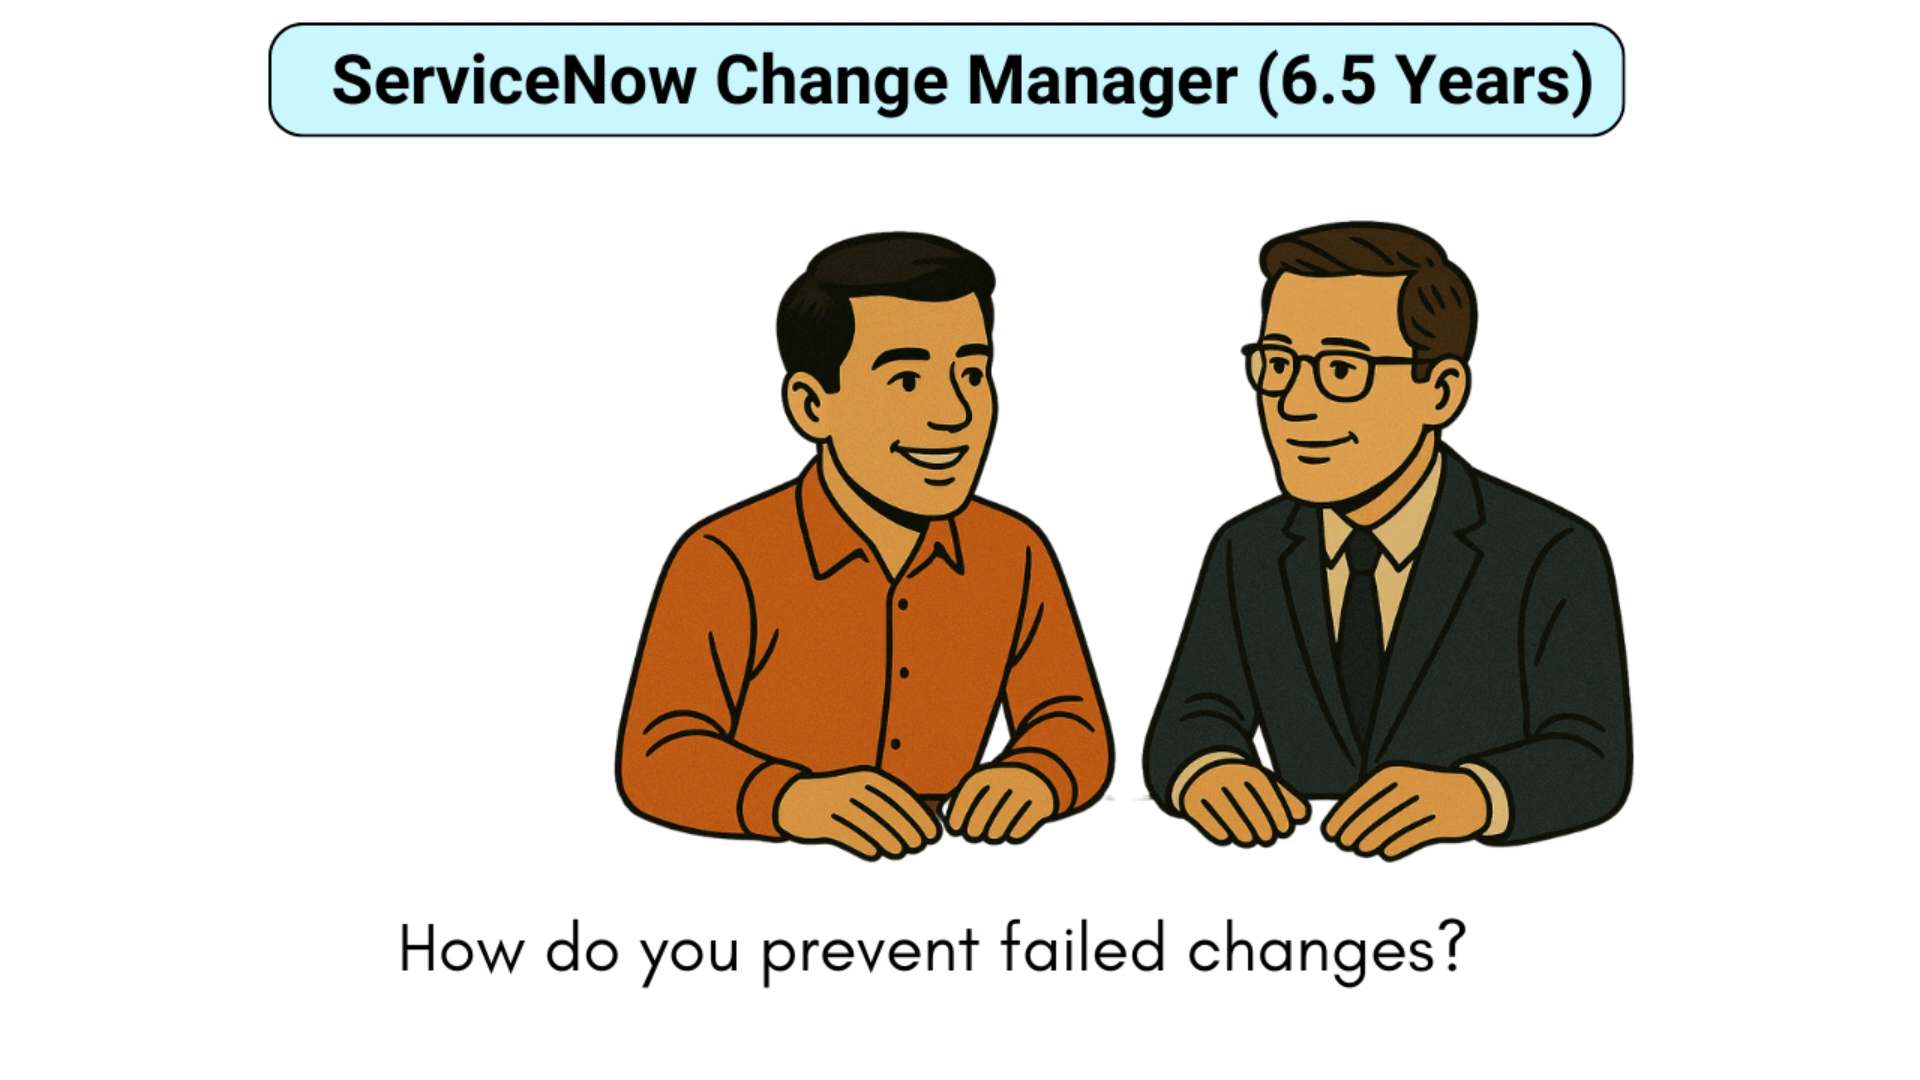 ServiceNow Change Manager (6.5 Years)
How do you prevent failed changes?